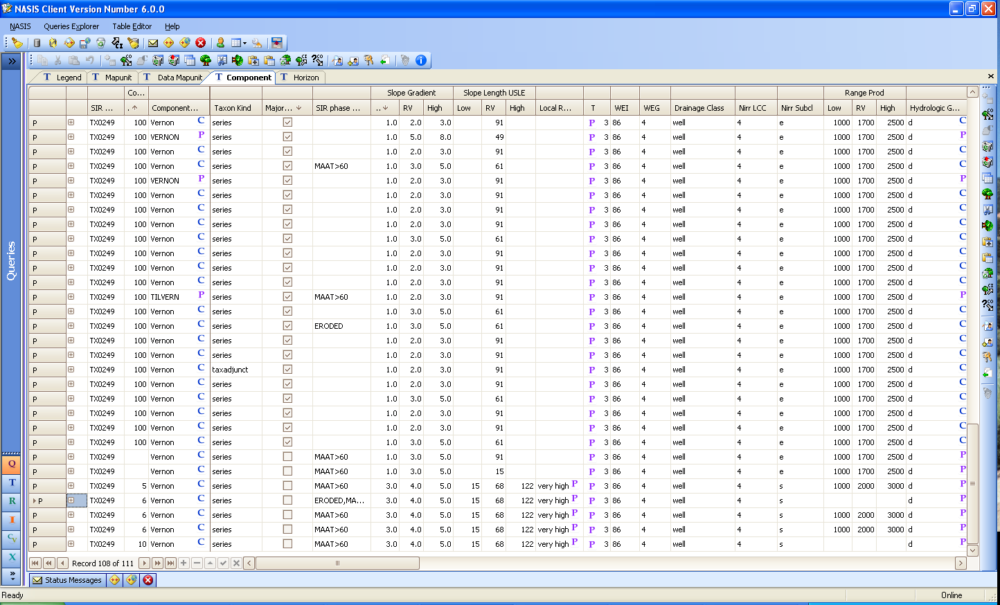 NASIS Client Version Number 6.0.0
NASIS Queries Explorer Table Editor Help
T Legend T Mapunit T Data Mapunit T Component T Horizon
Co... Slope Gradient Slope Length USLE Range Prod
SIR ... . Component... Taxon Kind Major... SIR phase ... .. RV High Low RV High Local R... T WEI WEG Drainage Class Nirr LCC Nirr Subcl Low RV High Hydrologic G...
P TX0249 100 Vernon C series 1.0 2.0 3.0 91 P 3 86 4 well 4 e 1000 1700 2500 d C
P TX0249 100 VERNON P series 1.0 5.0 8.0 49 P 3 86 4 well 4 e 1000 1700 2500 d P
P TX0249 100 Vernon C series 1.0 2.0 3.0 91 P 3 86 4 well 4 e 1000 1700 2500 d C
P TX0249 100 Vernon C series MAAT>60 1.0 3.0 5.0 61 P 3 86 4 well 4 e 1000 1700 2500 d C
P TX0249 100 VERNON P series 1.0 2.0 3.0 91 P 3 86 4 well 4 e 1000 1700 2500 d P
P TX0249 100 Vernon C series 1.0 2.0 3.0 91 P 3 86 4 well 4 e 1000 1700 2500 d C
P TX0249 100 Vernon C series 1.0 2.0 3.0 91 P 3 86 4 well 4 e 1000 1700 2500 d C
P TX0249 100 Vernon C series 1.0 2.0 3.0 91 P 3 86 4 well 4 e 1000 1700 2500 d C
P TX0249 100 Vernon C series 1.0 3.0 5.0 61 P 3 86 4 well 4 e 1000 1700 2500 d C
P TX0249 100 Vernon C series 1.0 2.0 3.0 91 P 3 86 4 well 4 e 1000 1700 2500 d C
P TX0249 100 Vernon C series 1.0 2.0 3.0 91 P 3 86 4 well 4 e 1000 1700 2500 d C
P TX0249 100 Vernon C series 1.0 2.0 3.0 91 P 3 86 4 well 4 e 1000 1700 2500 d C
P TX0249 100 TILVERN P series MAAT>60 1.0 2.0 3.0 91 P 3 86 4 well 4 e 1000 1700 2500 d P
P TX0249 100 Vernon C series 1.0 3.0 5.0 61 P 3 86 4 well 4 e 1000 1700 2500 d C
P TX0249 100 Vernon C series ERODED 1.0 3.0 5.0 61 P 3 86 4 well 4 e 1000 1700 2500 d C
P TX0249 100 Vernon C series 1.0 2.0 3.0 91 P 3 86 4 well 4 e 1000 1700 2500 d C
P TX0249 100 Vernon C series 1.0 2.0 3.0 91 P 3 86 4 well 4 e 1000 1700 2500 d C
P TX0249 100 Vernon C taxadjunct 1.0 2.0 3.0 91 P 3 86 4 well 4 e 1000 1700 2500 d C
P TX0249 100 Vernon C series 1.0 2.0 3.0 91 P 3 86 4 well 4 e 1000 1700 2500 d C
P TX0249 100 Vernon C series 1.0 3.0 5.0 61 P 3 86 4 well 4 e 1000 1700 2500 d C
P TX0249 100 Vernon C series 1.0 2.0 3.0 91 P 3 86 4 well 4 e 1000 1700 2500 d C
P TX0249 100 Vernon C series 1.0 2.0 3.0 91 P 3 86 4 well 4 e 1000 1700 2500 d C
P TX0249 100 Vernon C series 1.0 3.0 5.0 61 P 3 86 4 well 4 e 1000 1700 2500 d C
P TX0249 Vernon C series MAAT>60 1.0 3.0 5.0 91 P 3 86 4 well 4 e 1000 1700 2500 d P
P TX0249 Vernon C series MAAT>60 1.0 3.0 5.0 15 P 3 86 4 well 4 e 1000 1700 2500 d P
P TX0249 5 Vernon C series MAAT>60 3.0 4.0 5.0 15 68 122 very high P P 3 86 4 well 4 s 1000 2000 3000 d P
P TX0249 6 Vernon C series ERODED,MA... 3.0 4.0 5.0 15 68 122 very high P P 3 86 4 well 4 s d P
P TX0249 6 Vernon C series MAAT>60 3.0 4.0 5.0 15 68 122 very high P P 3 86 4 well 4 s 1000 2000 3000 d P
P TX0249 6 Vernon C series MAAT>60 3.0 4.0 5.0 15 68 122 very high P P 3 86 4 well 4 s 1000 2000 3000 d P
P TX0249 10 Vernon C series MAAT>60 3.0 4.0 5.0 15 68 122 very high P P 3 86 4 well 4 s d P
Queries
Q
T
R
I
CV
X
Record 108 of 111
Status Messages
Ready Online